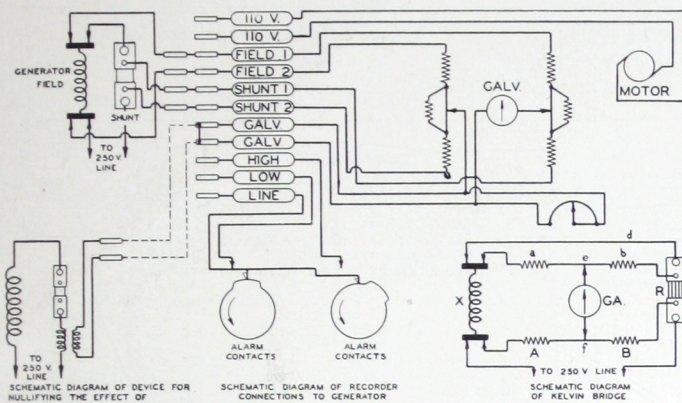 110 V.
110 V.
FIELD 1
FIELD 2
SHUNT 1
SHUNT 2
GALV.
GALV
HIGH
LOW
LINE
GENERATOR
FIELD
SHUNT
TO
250 V.
LINE
GALV.
MOTOR
TO
250 V.
LINE
SCHEMATIC DIAGRAM OF DEVICE FOR
NULLIFYING THE EFFECT OF
ALARM
CONTACTS
ALARM
CONTACTS
SCHEMATIC DIAGRAM OF RECORDER
CONNECTIONS TO GENERATOR
d
a
e
b
X
GA.
R
A
f
B
TO 250 V. LINE
SCHEMATIC DIAGRAM
OF KELVIN BRIDGE